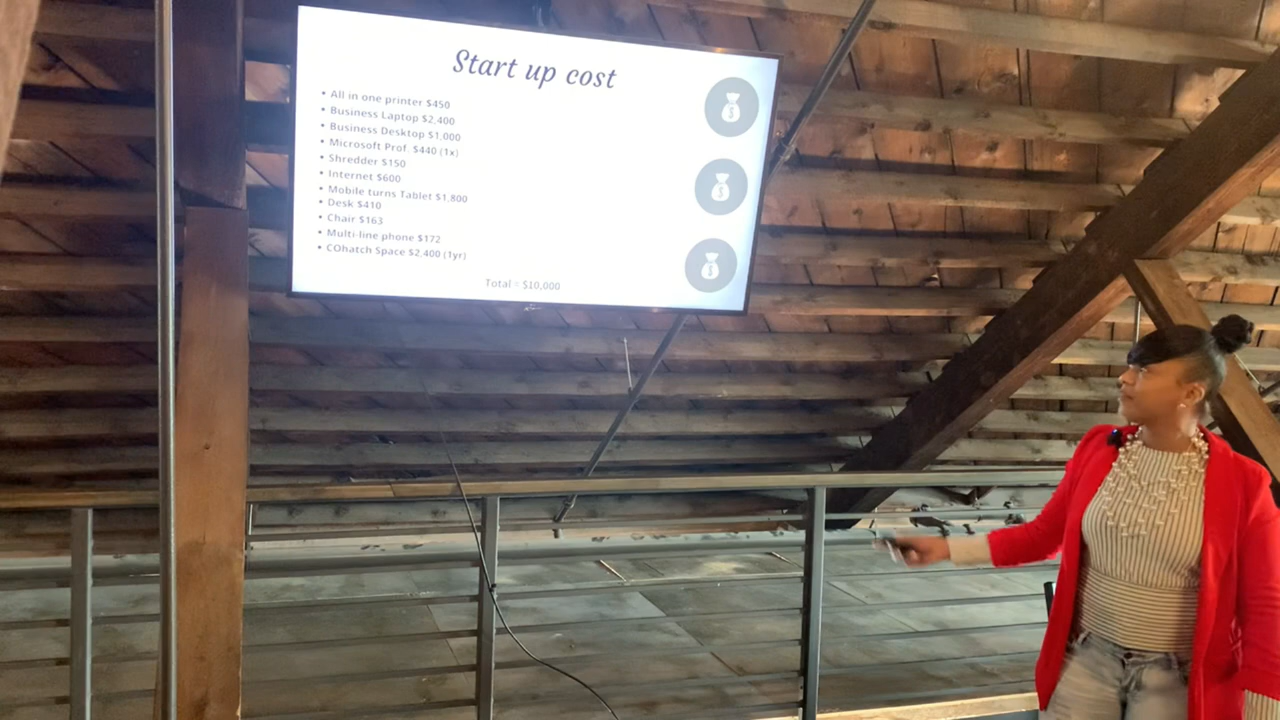 Start up cost
• All in one printer $450
• Business Laptop $2,400
• Business Desktop $1,000
• Microsoft Prof. $440 (1x)
• Shredder $150
• Internet $600
• Mobile turns Tablet $1,800
• Desk $410
• Chair $163
• Multi-line phone $172
• COhatch Space $2,400 (1yr)
Total = $10,000
$
$
$